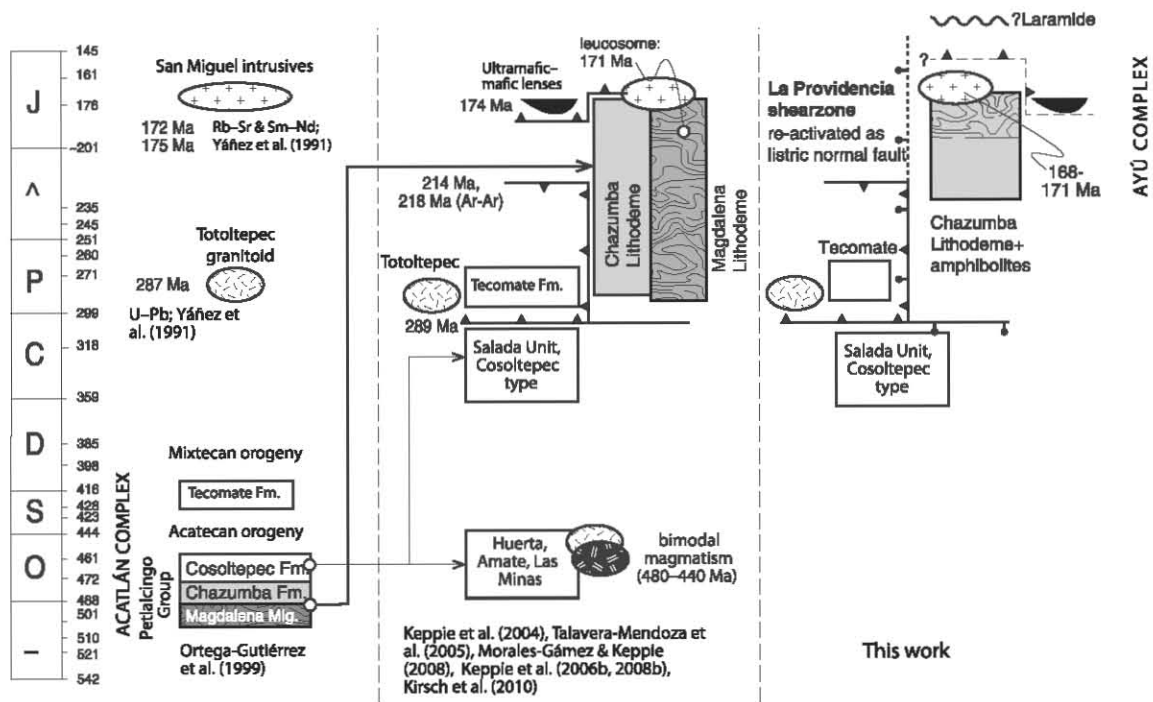 145
161
176
201
235
245
251
260
271
299
318
359
385
398
416
428
423
444
461
472
488
501
510
521
542
J
^
P
C
D
S
O
–
ACATLÁN COMPLEX
Petlalcingo
Group
San Miguel intrusives
172 Ma Rb–Sr & Sm–Nd;
175 Ma Yáñez et al. (1991)
Totoltepec
granitoid
287 Ma
U–Pb; Yáñez et
al. (1991)
Mixtecan orogeny
Tecomate Fm.
Acatecan orogeny
Cosoltepec Fm.
Chazumba Fm.
Magdalena Mig.
Ortega-Gutiérrez
et al. (1999)
leucosome:
171 Ma
Ultramafic–
mafic lenses
174 Ma
214 Ma,
218 Ma (Ar-Ar)
Chazumba
Lithodeme
Magdalena
Lithodeme
Totoltepec
Tecomate Fm.
289 Ma
Salada Unit,
Cosoltepec
type
Huerta,
Amate, Las
Minas
bimodal
magmatism
(480–440 Ma)
Keppie et al. (2004), Talavera-Mendoza et
al. (2005), Morales-Gámez & Keppie
(2008), Keppie et al. (2006b, 2008b),
Kirsch et al. (2010)
?Laramide
?
La Providencia
shearzone
re-activated as
listric normal fault
168-
171 Ma
AYÚ COMPLEX
Chazumba
Lithodeme+
amphibolites
Tecomate
Salada Unit,
Cosoltepec
type
This work